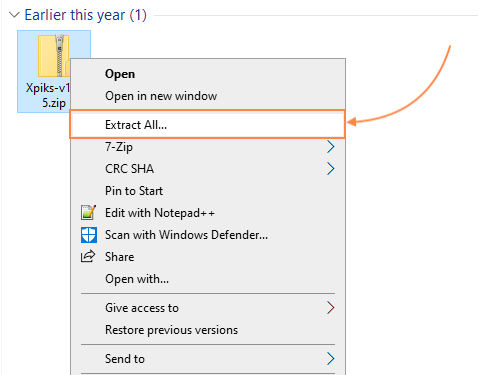 Earlier this year (1)
Xpiks-v1
5.zip
Open
Open in new window
Extract All...
7-Zip
CRC SHA
Pin to Start
Edit with Notepad++
Scan with Windows Defender...
Share
Open with...
Give access to
Restore previous versions
Send to